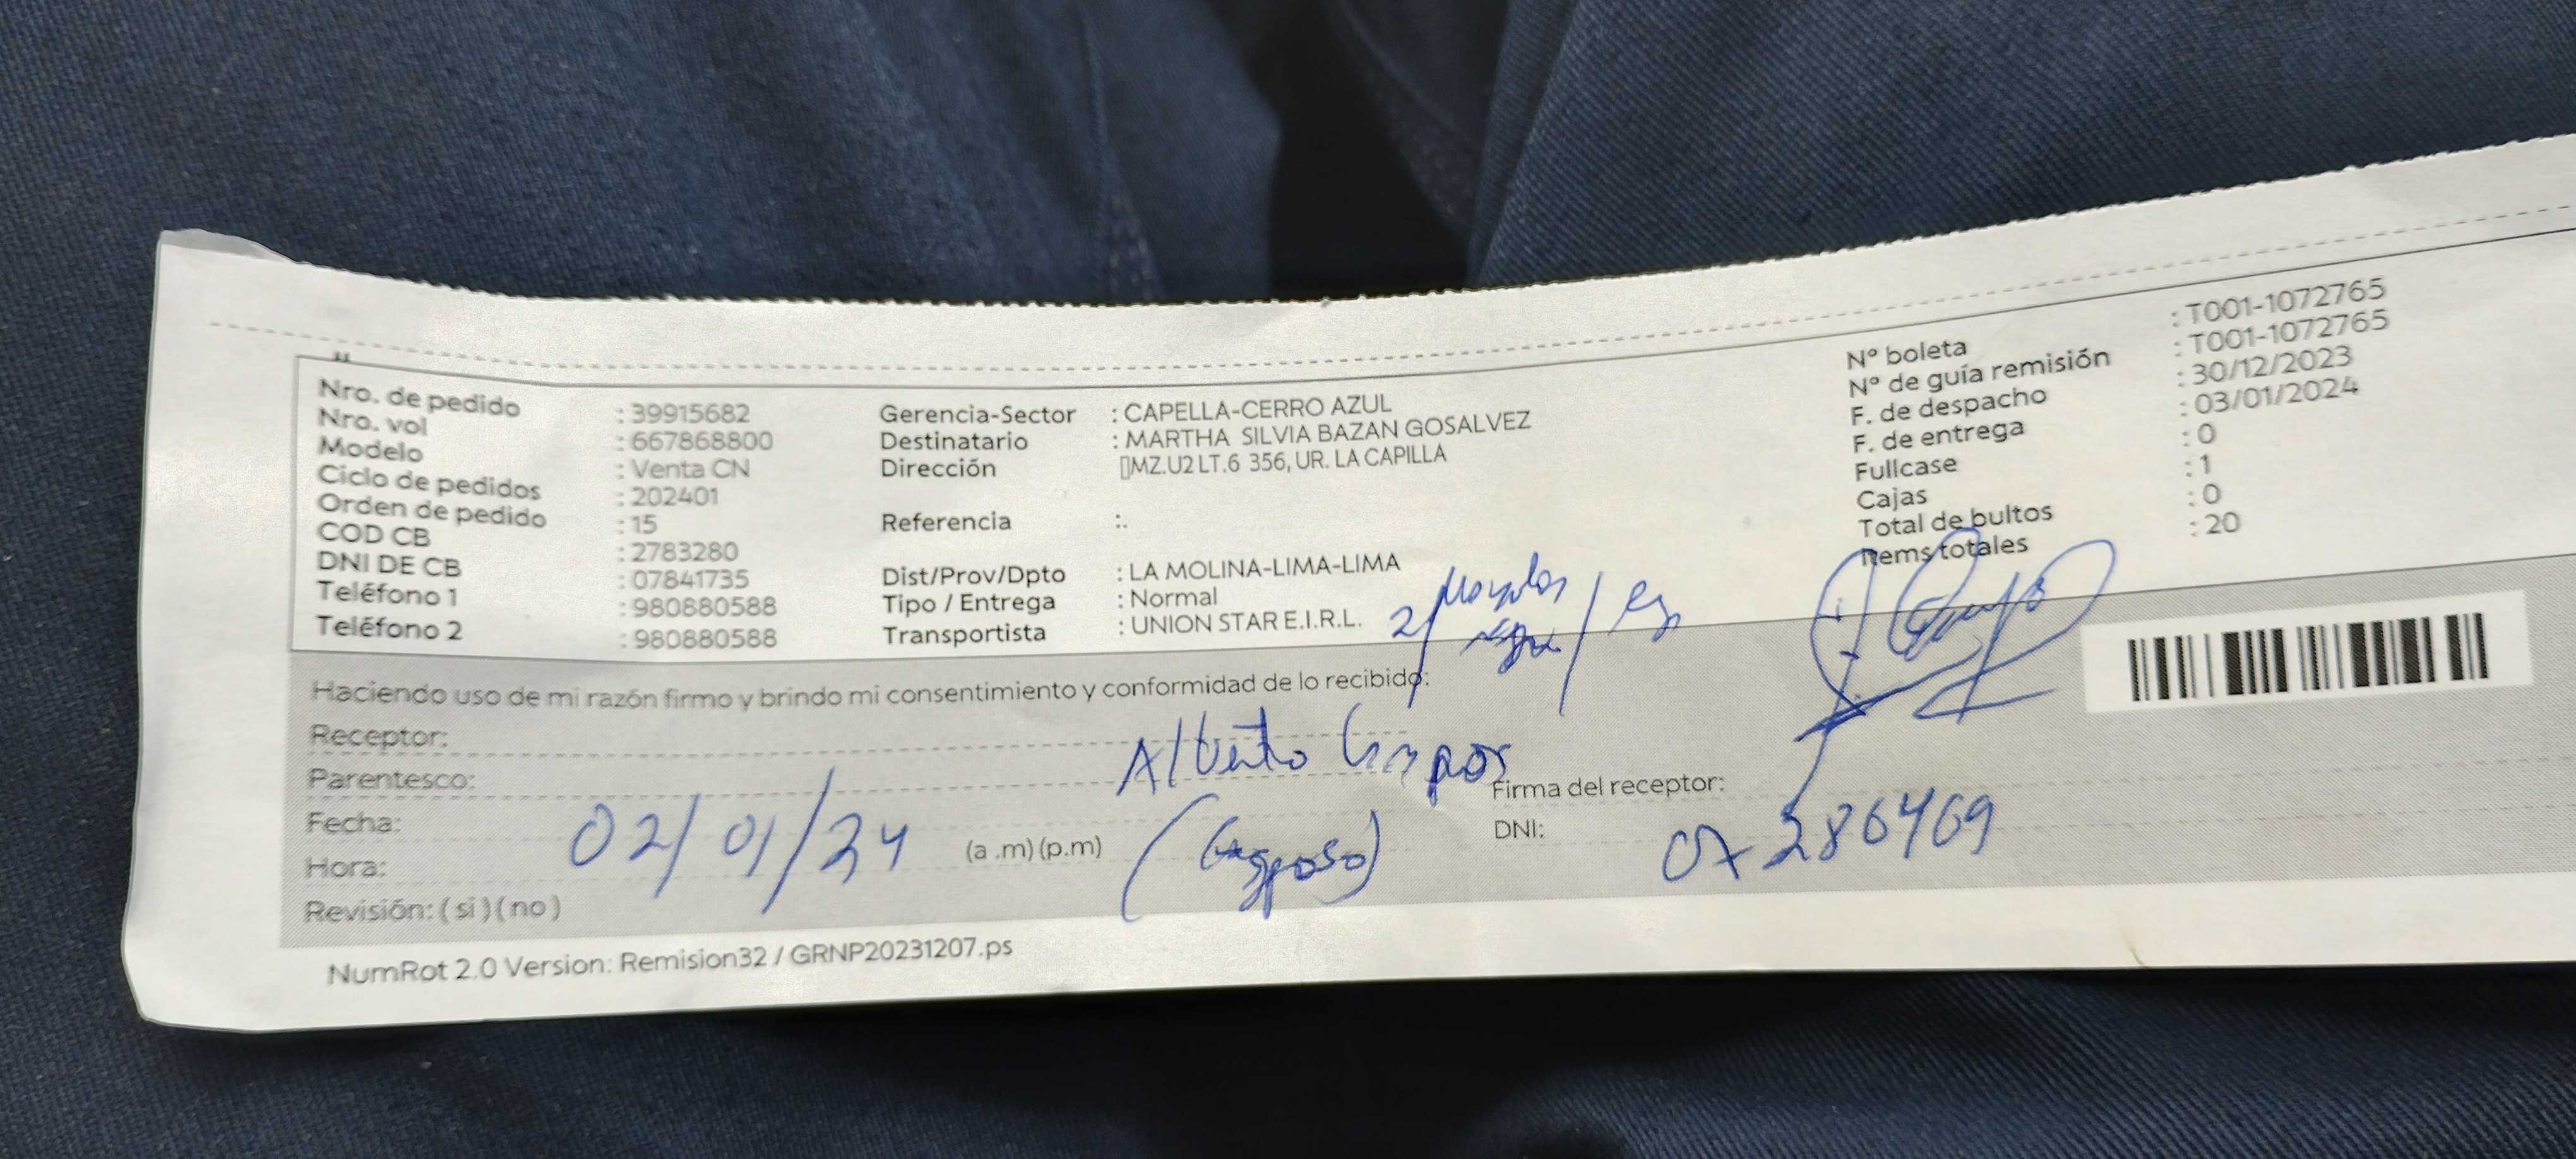 Nro. de pedido : 39915682
Nro. vol : 667868800
Modelo : Venta CN
Ciclo de pedidos : 202401
Orden de pedido : 15
COD CB : 2783280
DNI DE CB : 07841735
Teléfono 1 : 980880588
Teléfono 2 : 980880588
Gerencia-Sector : CAPELLA-CERRO AZUL
Destinatario : MARTHA SILVIA BAZAN GOSALVEZ
Dirección MZ.U2 LT.6 356, UR. LA CAPILLA
Referencia :.
Dist/Prov/Dpto : LA MOLINA-LIMA-LIMA
Tipo / Entrega : Normal
Transportista : UNION STAR E.I.R.L.
N° boleta : T001-1072765
N° de guía remisión : T001-1072765
F. de despacho : 30/12/2023
F. de entrega : 03/01/2024
Fullcase : 0
Cajas : 1
Total de bultos : 0
Items totales : 20
Haciendo uso de mi razón firmo y brindo mi consentimiento y conformidad de lo recibido:
Receptor: Alberto
Parentesco: (Esposo)
Fecha: 02/01/24
Hora: (a .m) (p.m)
Revisión: ( si ) ( no )
Firma del receptor:
DNI: 07286469
NumRot 2.0 Version: Remision32 / GRNP20231207.ps